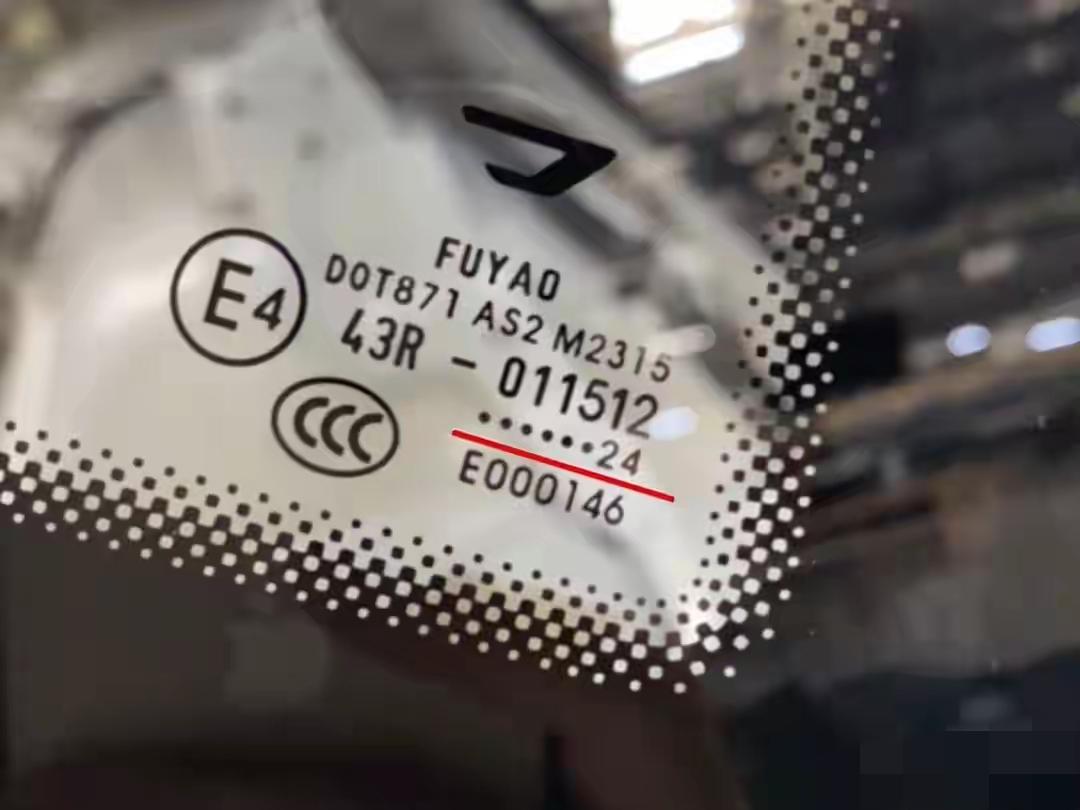 FUYAO
E4
DOT871 AS2 M2315
43R - 011512
CCC
••••••24
E000146